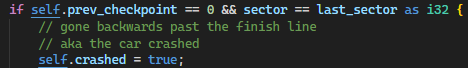 if self.prev_checkpoint == 0 && sector == last_sector as i32 {
// gone backwards past the finish line
// aka the car crashed
self.crashed = true;